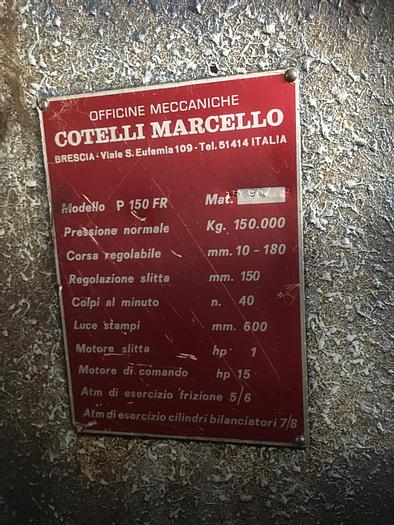 OFFICINE MECCANICHE
COTELLI MARCELLO
BRESCIA - Viale S. Eufemia 109 - Tel. 51414 ITALIA
Modello P 150 FR Mat.
Pressione normale Kg. 150.000
Corsa regolabile mm. 10 - 180
Regolazione slitta mm. 150
Colpi al minuto n. 40
Luce stampi mm. 600
Motore slitta hp 1
Motore di comando hp 15
Atm di esercizio frizione 5/6
Atm di esercizio cilindri bilanciatori 7/8